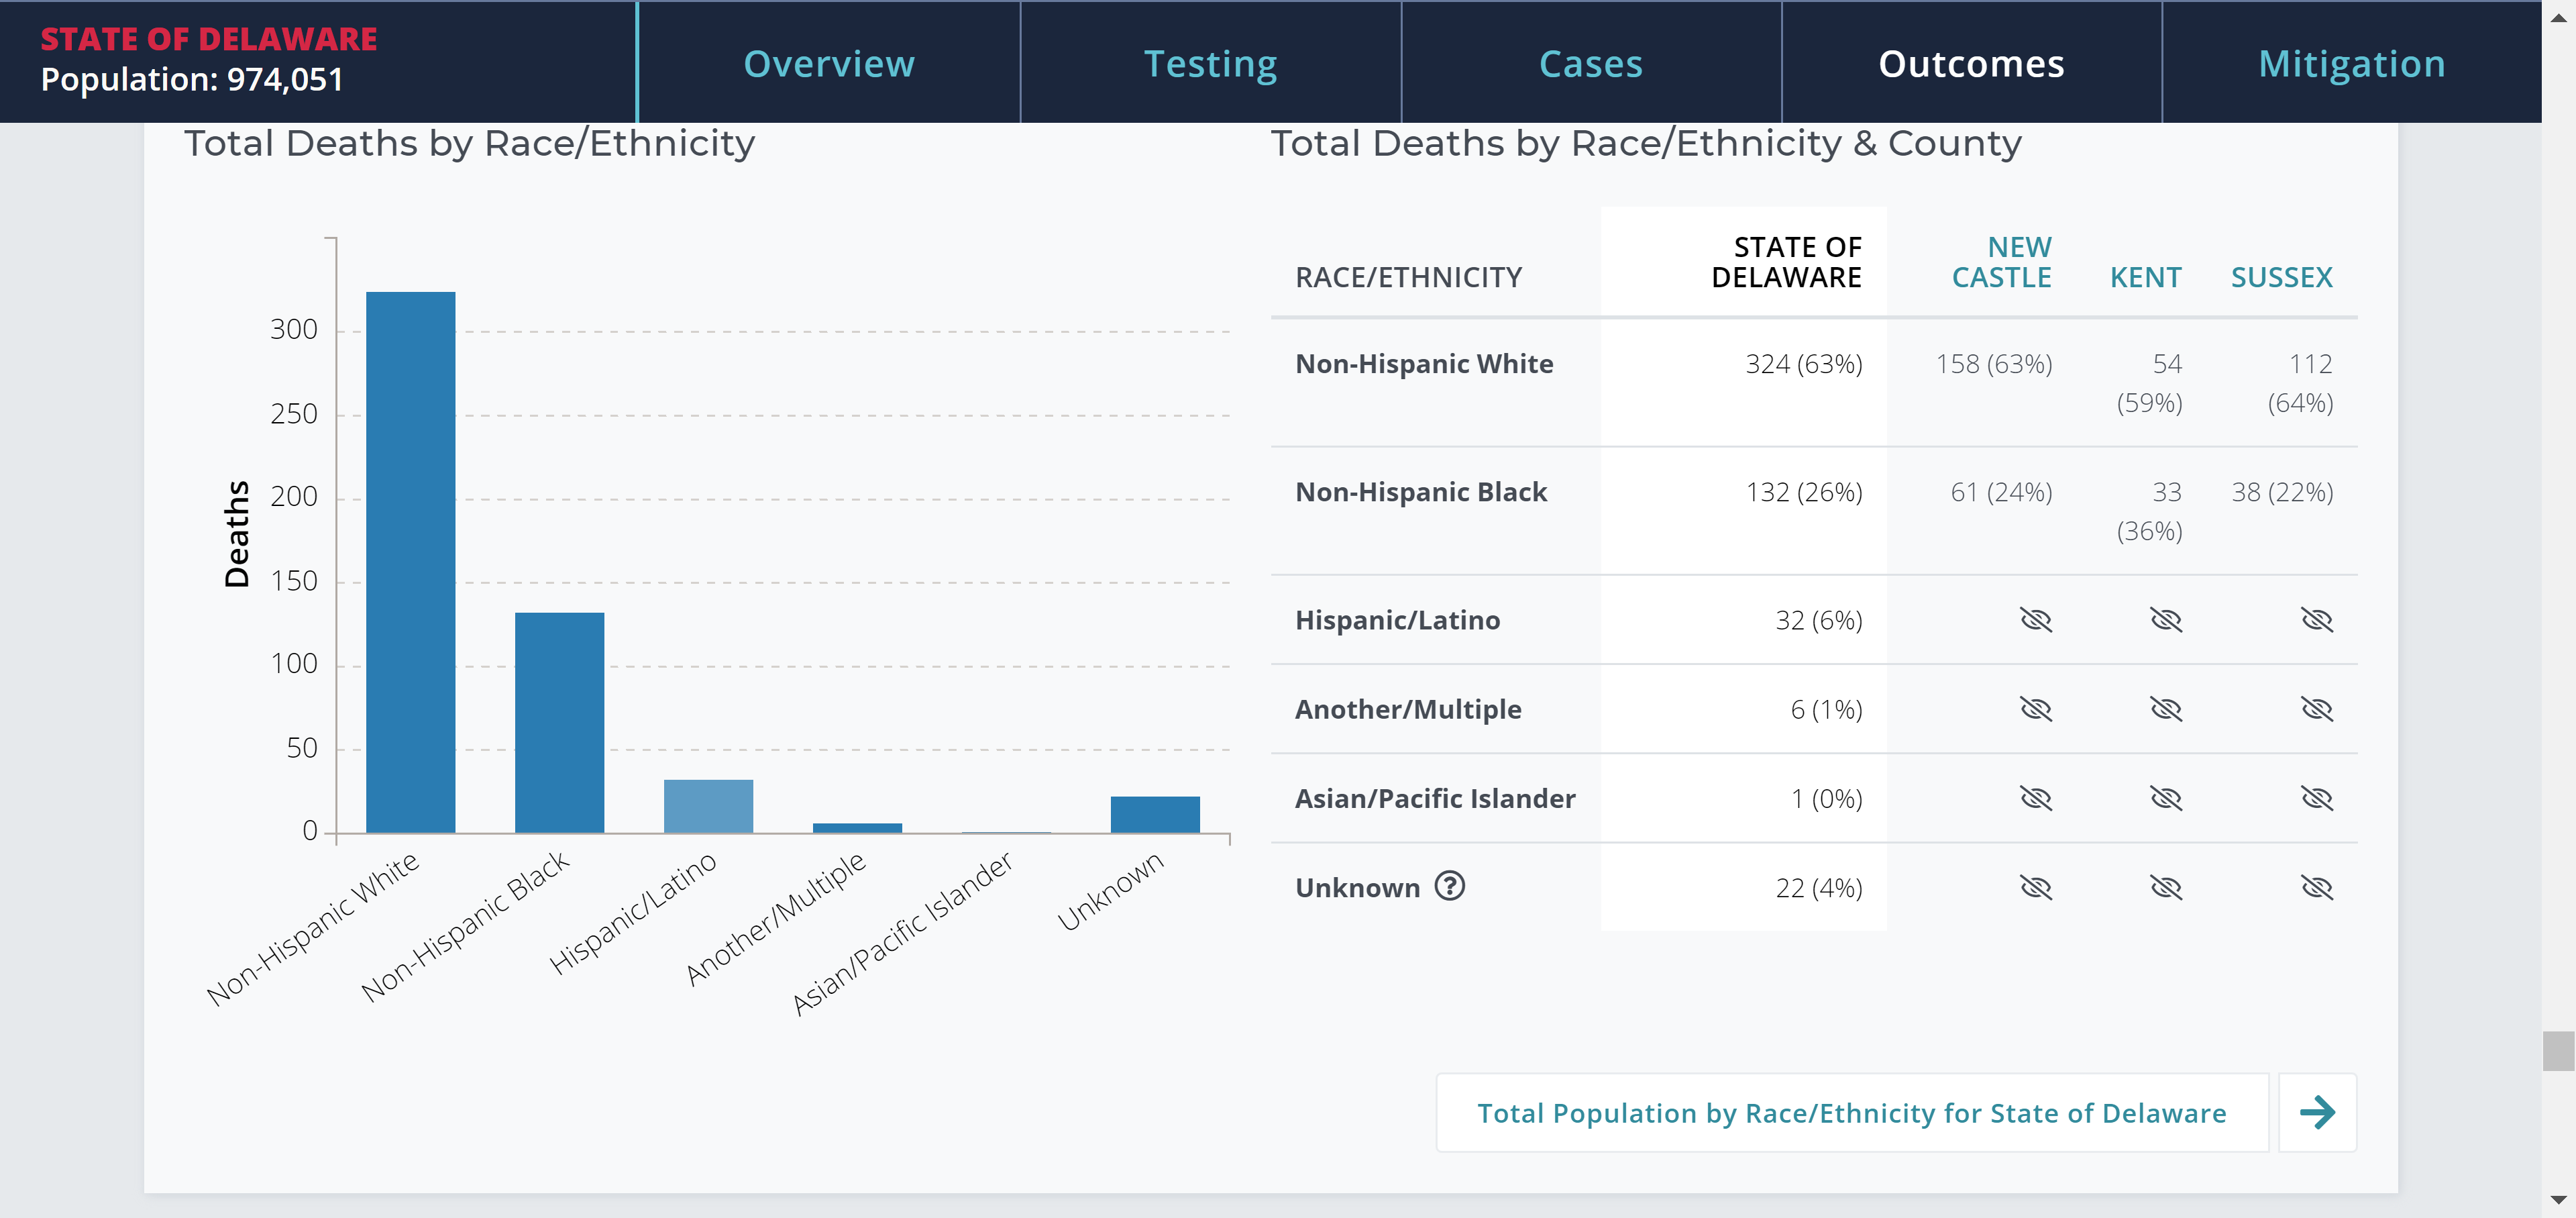 STATE OF DELAWARE
Population: 974,051
Overview
Testing
Cases
Outcomes
Mitigation
Total Deaths by Race/Ethnicity
300
250
200
150
100
50
0
Deaths
Non-Hispanic White
Non-Hispanic Black
Hispanic/Latino
Another/Multiple
Asian/Pacific Islander
Unknown
Total Deaths by Race/Ethnicity & County
RACE/ETHNICITY
STATE OF
DELAWARE
NEW
CASTLE
KENT
SUSSEX
Non-Hispanic White
324 (63%)
158 (63%)
54
(59%)
112
(64%)
Non-Hispanic Black
132 (26%)
61 (24%)
33
(36%)
38 (22%)
Hispanic/Latino
32 (6%)
Another/Multiple
6 (1%)
Asian/Pacific Islander
1 (0%)
Unknown ?
22 (4%)
Total Population by Race/Ethnicity for State of Delaware